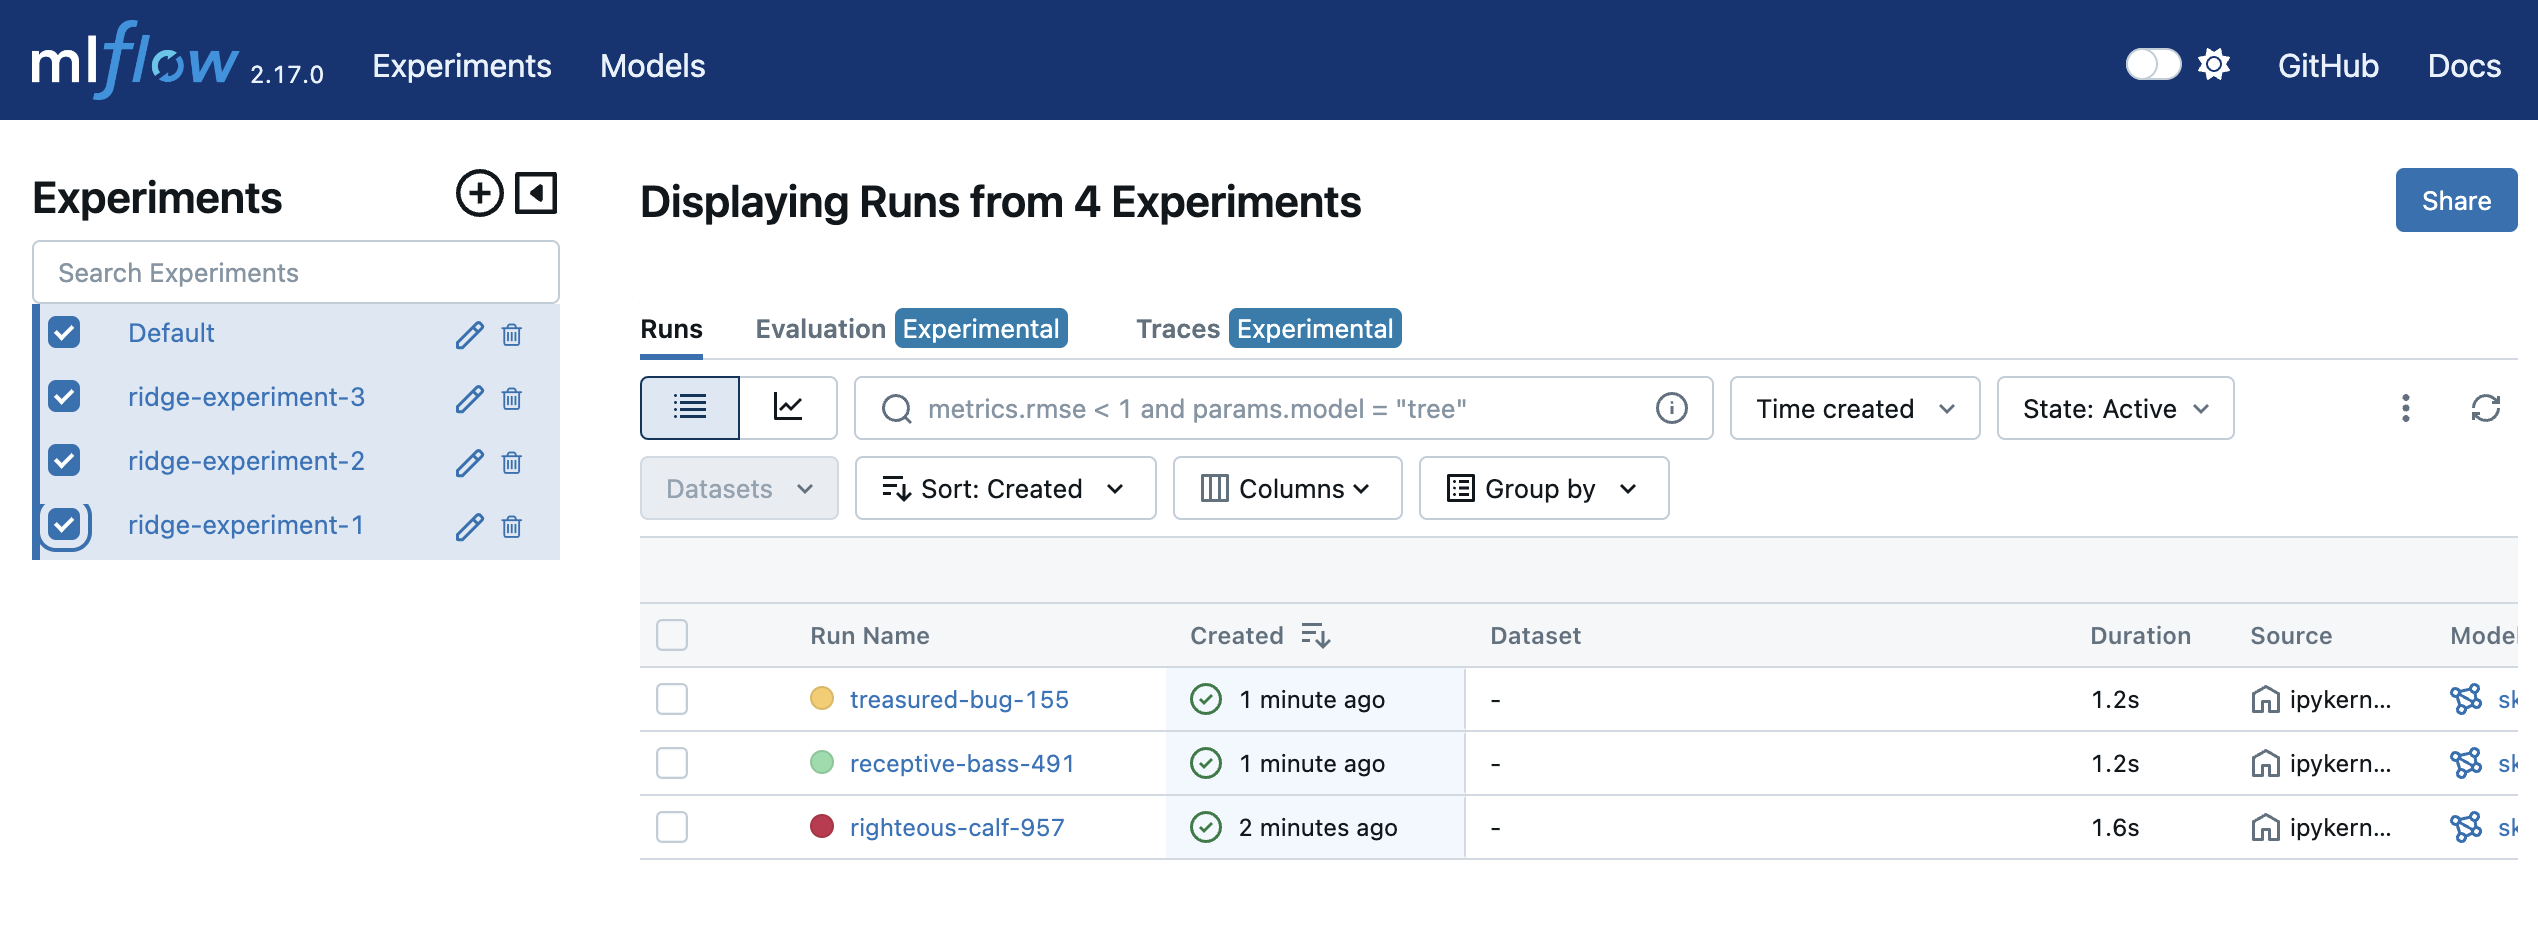 mlflow 2.17.0 Experiments Models GitHub Docs
Experiments
Search Experiments
Default
ridge-experiment-3
ridge-experiment-2
ridge-experiment-1
Displaying Runs from 4 Experiments
Share
Runs Evaluation Experimental Traces Experimental
metrics.rmse < 1 and params.model = "tree" Time created State: Active
Datasets Sort: Created Columns Group by
Run Name Created Dataset Duration Source Model
treasured-bug-155 1 minute ago - 1.2s ipykern... sk
receptive-bass-491 1 minute ago - 1.2s ipykern... sk
righteous-calf-957 2 minutes ago - 1.6s ipykern... sk